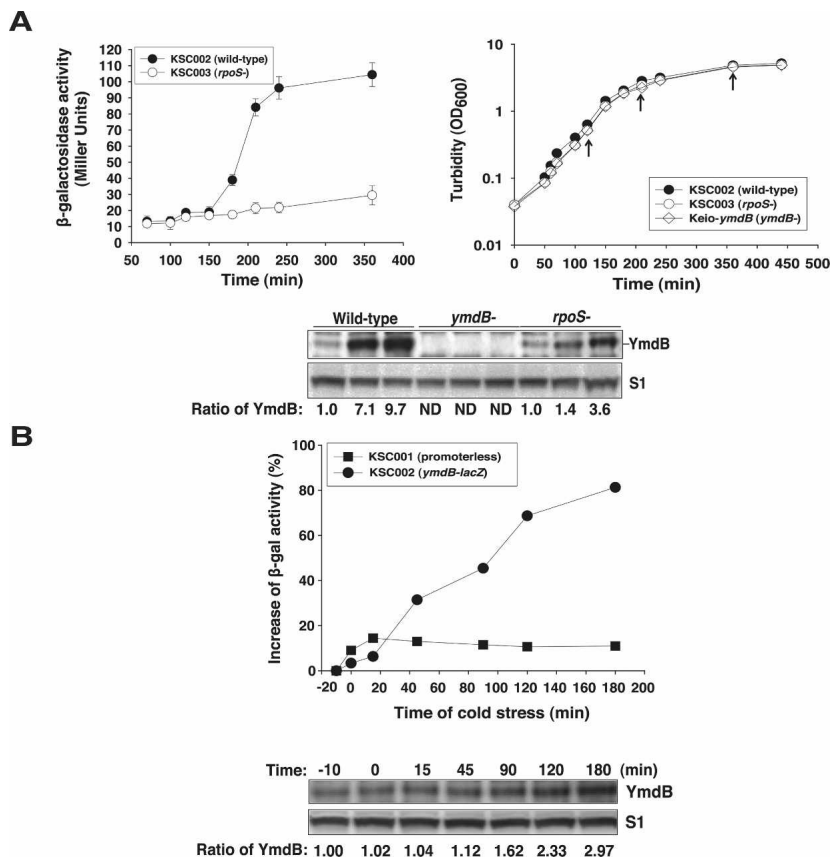 A
β-galactosidase activity
(Miller Units)
120
110
100
90
80
70
60
50
40
30
20
10
0
KSC002 (wild-type)
KSC003 (rpoS-)
50 100 150 200 250 300 350 400
Time (min)
Turbidity (OD600)
10
1
0.1
0.01
KSC002 (wild-type)
KSC003 (rpoS-)
Keio-ymdB (ymdB-)
0 50 100 150 200 250 300 350 400 450 500
Time (min)
Wild-type ymdB- rpoS-
YmdB
S1
Ratio of YmdB: 1.0 7.1 9.7 ND ND ND 1.0 1.4 3.6
B
Increase of β-gal activity (%)
100
80
60
40
20
0
KSC001 (promoterless)
KSC002 (ymdB-lacZ)
-20 0 20 40 60 80 100 120 140 160 180 200
Time of cold stress (min)
Time: -10 0 15 45 90 120 180 (min)
YmdB
S1
Ratio of YmdB: 1.00 1.02 1.04 1.12 1.62 2.33 2.97